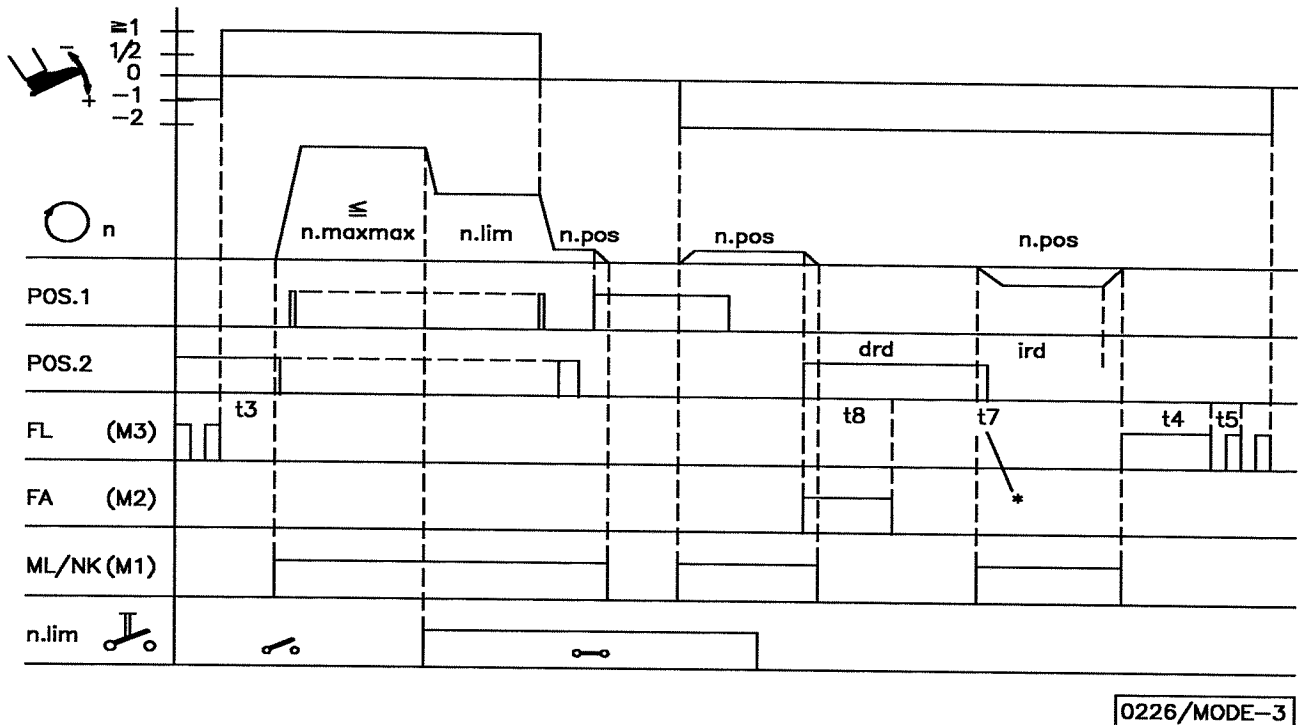 ≧1
1/2
0
−1
−2
−
+
n
≦
n.maxmax
n.lim
n.pos
n.pos
n.pos
POS.1
POS.2
drd
ird
t3
t8
t7
t4
t5
FL (M3)
FA (M2)
*
ML/NK (M1)
n.lim
0226/MODE−3